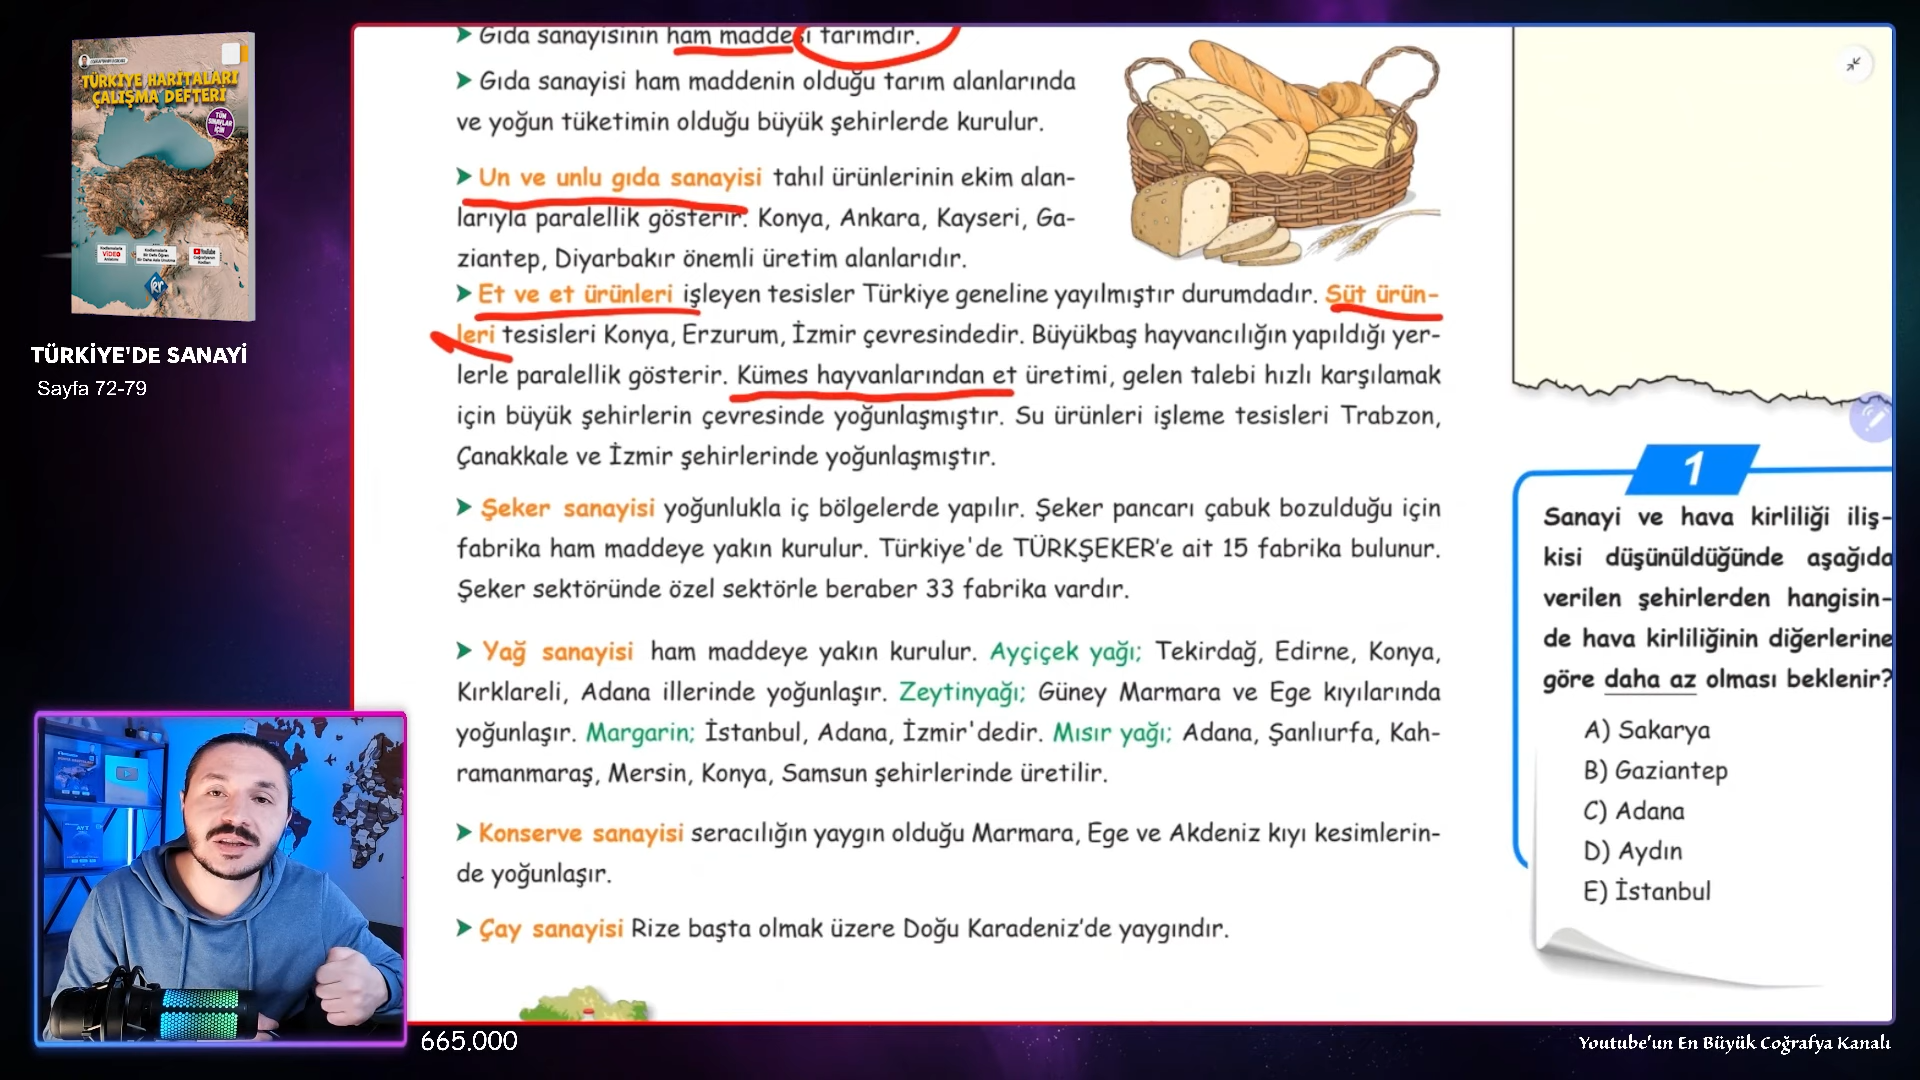 TÜRKİYE HARİTALARI
ÇALIŞMA DEFTERİ
TÜM
SINAVLAR
İÇİN
VİDEO
YouTube
kr
TÜRKİYE'DE SANAYİ
Sayfa 72-79
➤ Gıda sanayisinin ham maddesi tarımdır.
➤ Gıda sanayisi ham maddenin olduğu tarım alanlarında
ve yoğun tüketimin olduğu büyük şehirlerde kurulur.
➤ Un ve unlu gıda sanayisi tahıl ürünlerinin ekim alan-
larıyla paralellik gösterir. Konya, Ankara, Kayseri, Ga-
ziantep, Diyarbakır önemli üretim alanlarıdır.
➤ Et ve et ürünleri işleyen tesisler Türkiye geneline yayılmıştır durumdadır. Süt ürün-
leri tesisleri Konya, Erzurum, İzmir çevresindedir. Büyükbaş hayvancılığın yapıldığı yer-
lerle paralellik gösterir. Kümes hayvanlarından et üretimi, gelen talebi hızlı karşılamak
için büyük şehirlerin çevresinde yoğunlaşmıştır. Su ürünleri işleme tesisleri Trabzon,
Çanakkale ve İzmir şehirlerinde yoğunlaşmıştır.
➤ Şeker sanayisi yoğunlukla iç bölgelerde yapılır. Şeker pancarı çabuk bozulduğu için
fabrika ham maddeye yakın kurulur. Türkiye'de TÜRKŞEKER'e ait 15 fabrika bulunur.
Şeker sektöründe özel sektörle beraber 33 fabrika vardır.
➤ Yağ sanayisi ham maddeye yakın kurulur. Ayçiçek yağı; Tekirdağ, Edirne, Konya,
Kırklareli, Adana illerinde yoğunlaşır. Zeytinyağı; Güney Marmara ve Ege kıyılarında
yoğunlaşır. Margarin; İstanbul, Adana, İzmir'dedir. Mısır yağı; Adana, Şanlıurfa, Kah-
ramanmaraş, Mersin, Konya, Samsun şehirlerinde üretilir.
➤ Konserve sanayisi seracılığın yaygın olduğu Marmara, Ege ve Akdeniz kıyı kesimlerin-
de yoğunlaşır.
➤ Çay sanayisi Rize başta olmak üzere Doğu Karadeniz'de yaygındır.
1
Sanayi ve hava kirliliği iliş-
kisi düşünüldüğünde aşağıda
verilen şehirlerden hangisin-
de hava kirliliğinin diğerlerine
göre daha az olması beklenir?
A) Sakarya
B) Gaziantep
C) Adana
D) Aydın
E) İstanbul
AYT
665.000
Youtube'un En Büyük Coğrafya Kanalı